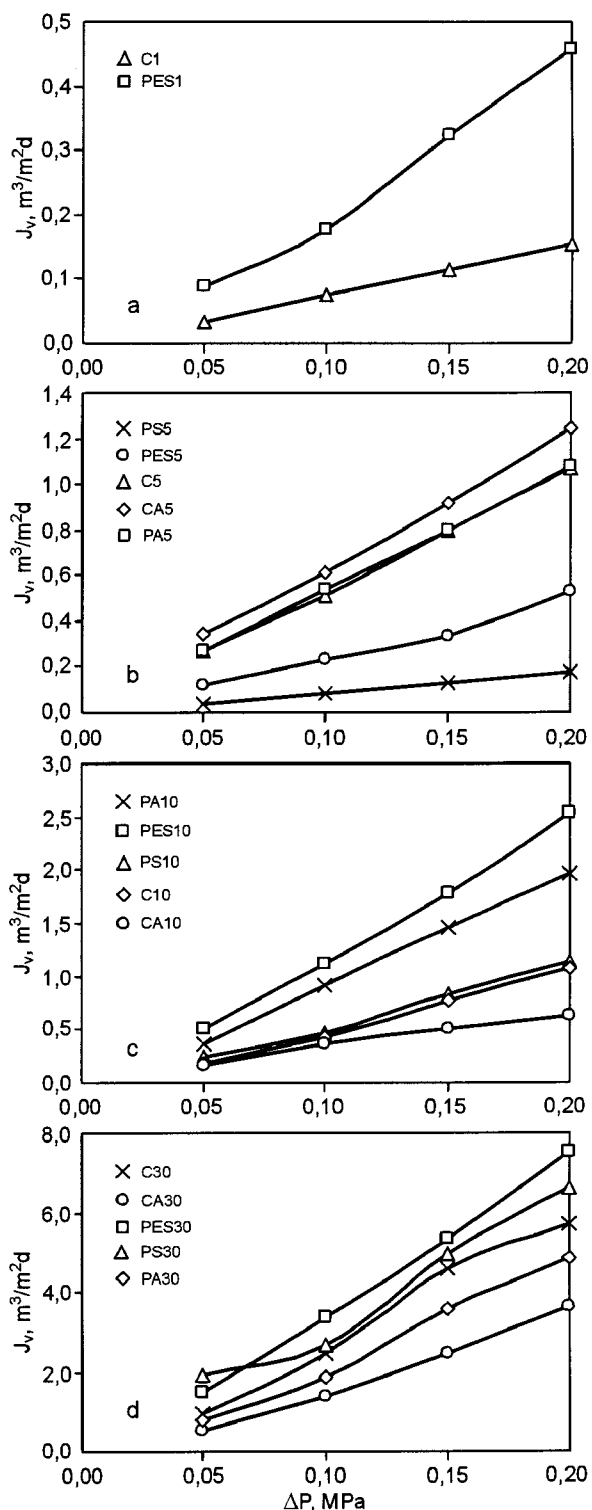 0,5
C1
PES1
0,4
0,3
J_v, m³/m²d
0,2
0,1
a
0,0
0,00 0,05 0,10 0,15 0,20
1,4
PS5
1,2
PES5
C5
1,0
CA5
0,8
PA5
J_v, m³/m²d
0,6
0,4
b
0,2
0,0
0,00 0,05 0,10 0,15 0,20
3,0
PA10
2,5
PES10
PS10
2,0
C10
CA10
1,5
J_v, m³/m²d
1,0
0,5
c
0,0
0,00 0,05 0,10 0,15 0,20
8,0
C30
CA30
6,0
PES30
PS30
PA30
4,0
J_v, m³/m²d
2,0
d
0,0
0,00 0,05 0,10 0,15 0,20
ΔP, MPa